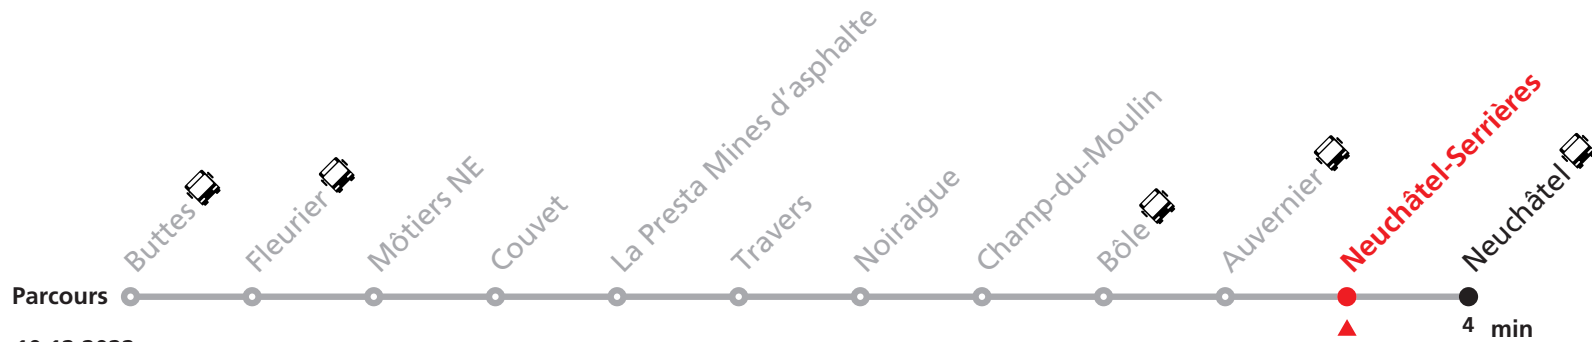 Buttes
Fleurier
Môtiers NE
Couvet
La Presta Mines d'asphalte
Travers
Noiraigue
Champ-du-Moulin
Bôle
Auvernier
Neuchâtel-Serrières
Neuchâtel
Parcours
4 min